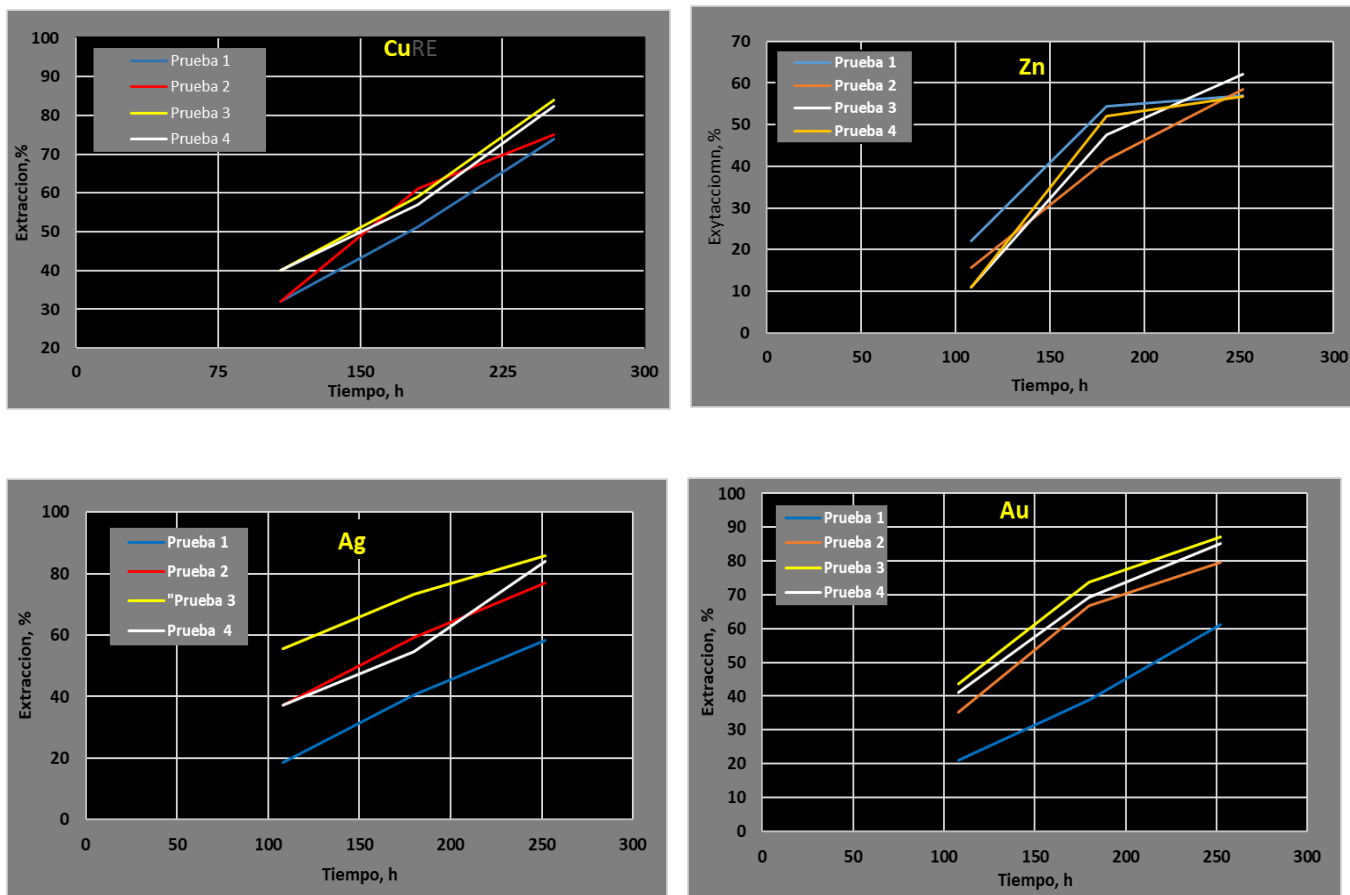 CuRE
Extraccion,%
100
90
80
70
60
50
40
30
20
Prueba 1
Prueba 2
Prueba 3
Prueba 4
0 75 150 225 300
Tiempo, h
Zn
Exytacciomn, %
70
60
50
40
30
20
10
0
Prueba 1
Prueba 2
Prueba 3
Prueba 4
0 50 100 150 200 250 300
Tiempo, h
Ag
Extraccion, %
100
80
60
40
20
0
Prueba 1
Prueba 2
"Prueba 3
Prueba 4
0 50 100 150 200 250 300
Tiempo, h
Au
Extraccion, %
100
90
80
70
60
50
40
30
20
10
0
Prueba 1
Prueba 2
Prueba 3
Prueba 4
0 50 100 150 200 250 300
Tiempo, h